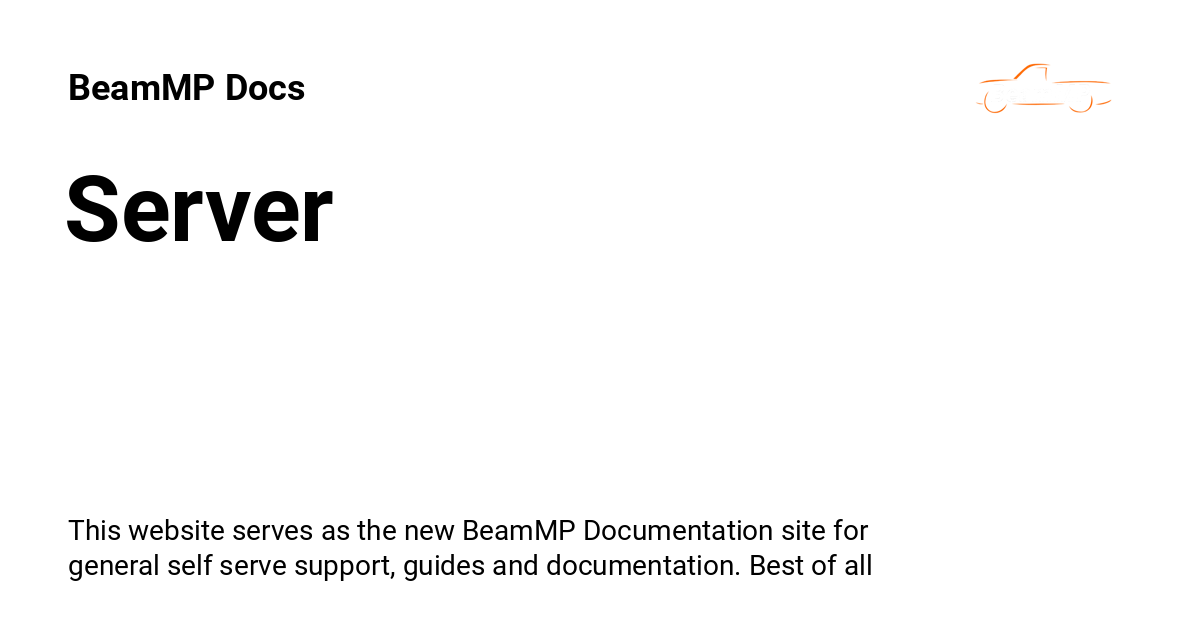 BeamMP Docs
Server
This website serves as the new BeamMP Documentation site for
general self serve support, guides and documentation. Best of all